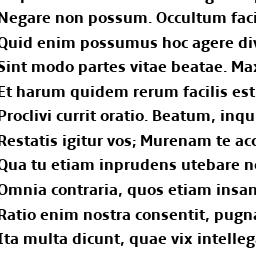 Negare non possum. Occultum faci
Quid enim possumus hoc agere div
Sint modo partes vitae beatae. Max
Et harum quidem rerum facilis est
Proclivi currit oratio. Beatum, inqu
Restatis igitur vos; Murenam te acc
Qua tu etiam inprudens utebare no
Omnia contraria, quos etiam insan
Ratio enim nostra consentit, pugna
Ita multa dicunt, quae vix intelleg